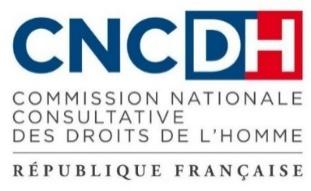 CNCDH
COMMISSION NATIONALE
CONSULTATIVE
DES DROITS DE L'HOMME
RÉPUBLIQUE FRANÇAISE